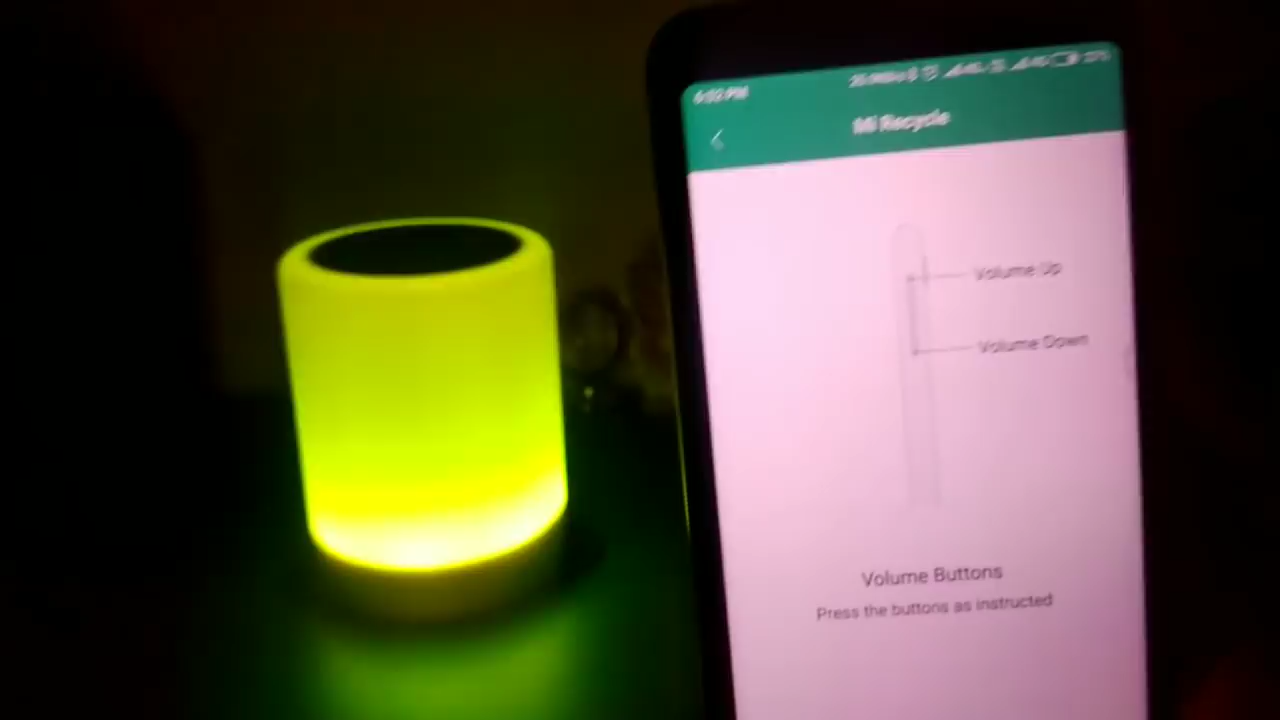 Mi Recycle
Volume Up
Volume Down
Volume Buttons
Press the buttons as instructed